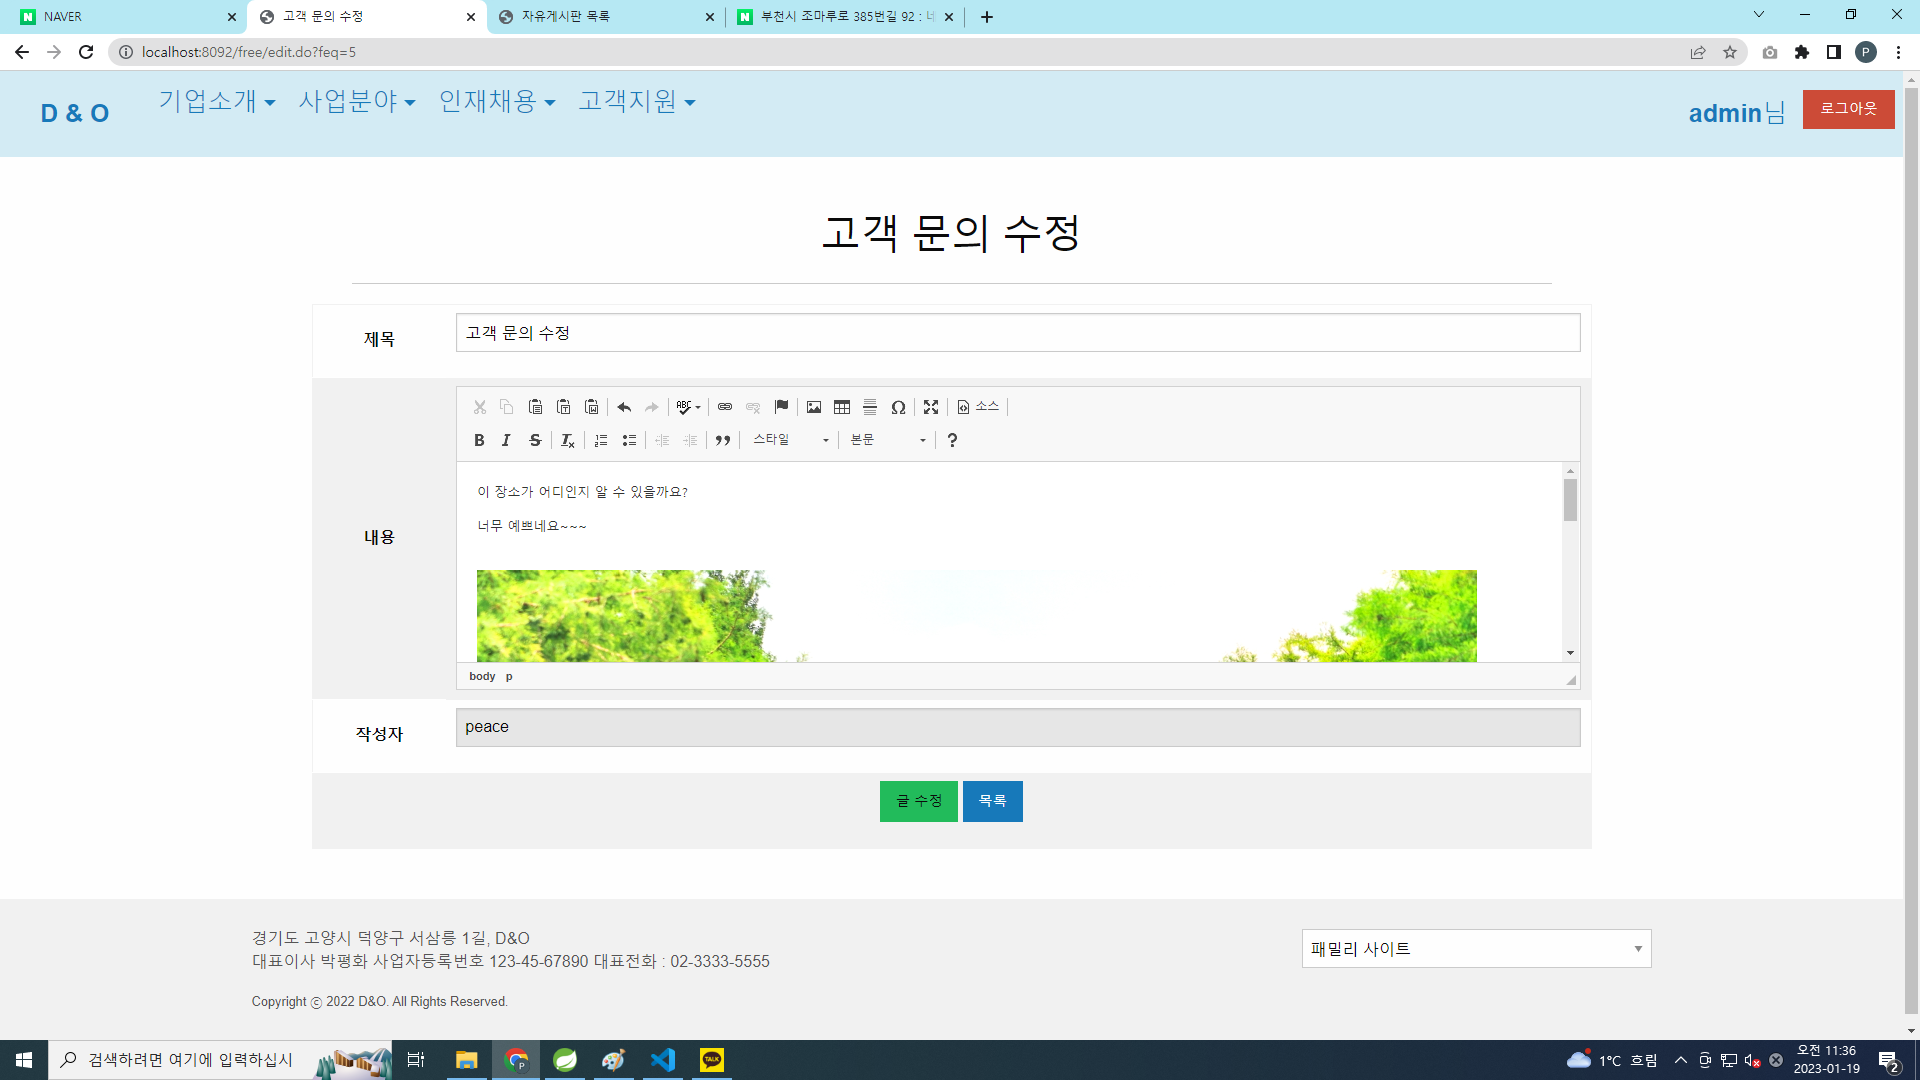 NAVER
고객 문의 수정
자유게시판 목록
부천시 조마루로 385번길 92 : 네
localhost:8092/free/edit.do?feq=5
P
D & O
기업소개
사업분야
인재채용
고객지원
admin님
로그아웃
고객 문의 수정
제목
고객 문의 수정
내용
소스
스타일
본문
이 장소가 어디인지 알 수 있을까요?
너무 예쁘네요~~~
body p
작성자
peace
글 수정
목록
경기도 고양시 덕양구 서삼릉 1길, D&O
대표이사 박평화 사업자등록번호 123-45-67890 대표전화 : 02-3333-5555
패밀리 사이트
Copyright ⓒ 2022 D&O. All Rights Reserved.
검색하려면 여기에 입력하십시
TALK
1°C 흐림
오전 11:36
2023-01-19
2